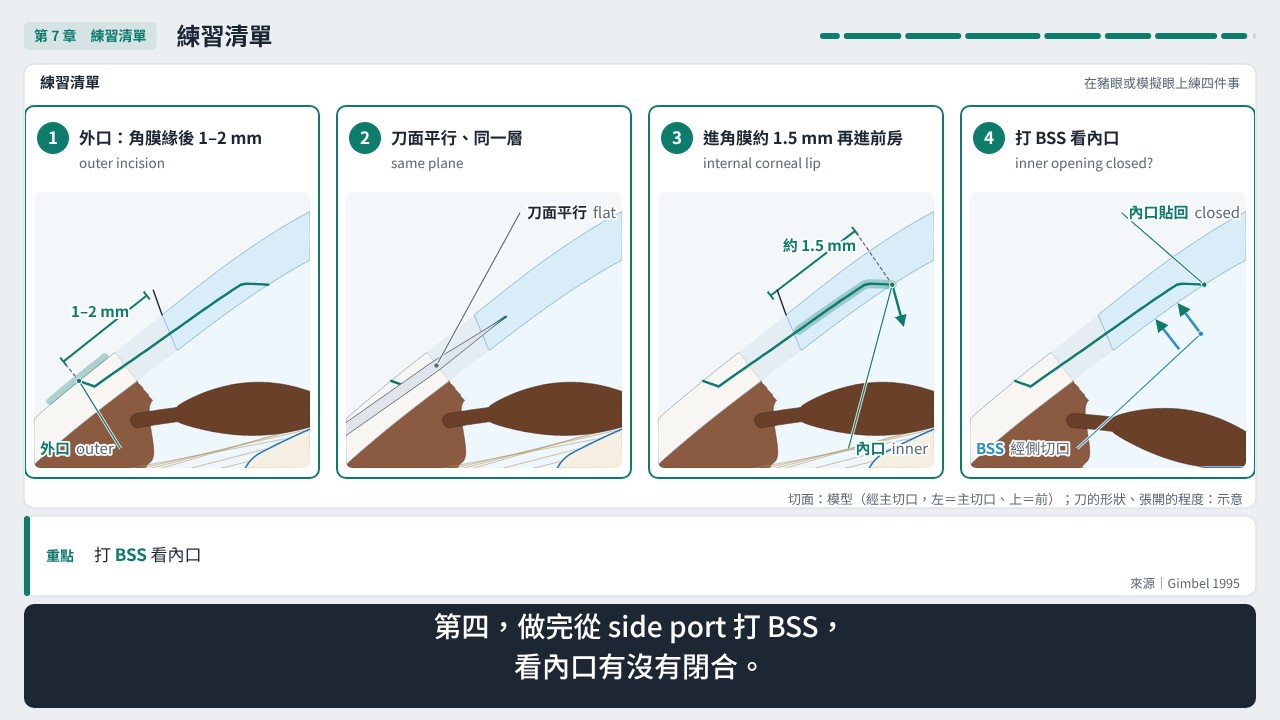 第 7 章　練習清單
練習清單
練習清單
在豬眼或模擬眼上練四件事
1
外口：角膜緣後 1–2 mm
outer incision
1–2 mm
外口 outer
2
刀面平行、同一層
same plane
刀面平行 flat
3
進角膜約 1.5 mm 再進前房
internal corneal lip
約 1.5 mm
內口 inner
4
打 BSS 看內口
inner opening closed?
內口貼回 closed
BSS 經側切口
切面：模型（經主切口，左＝主切口、上＝前）；刀的形狀、張開的程度：示意
重點
打 BSS 看內口
來源｜Gimbel 1995
第四，做完從 side port 打 BSS，
看內口有沒有閉合。